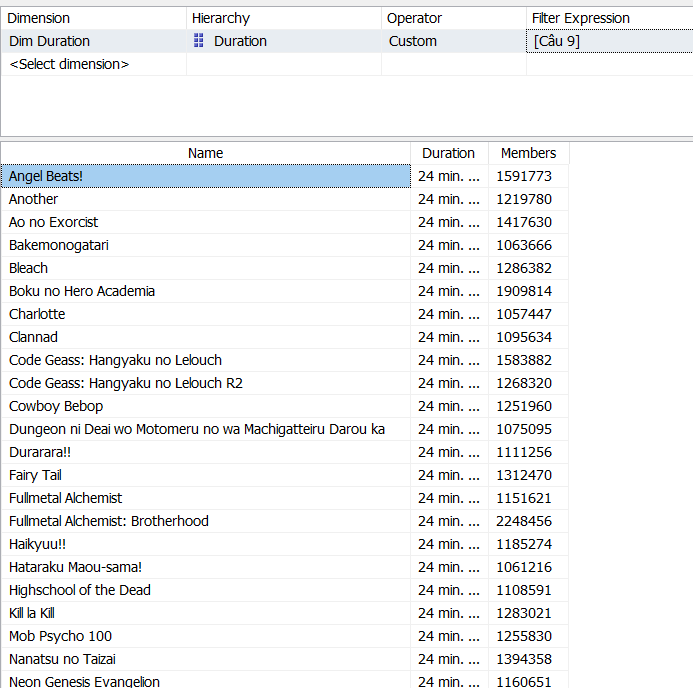 Dimension Hierarchy Operator Filter Expression
Dim Duration Duration Custom [Câu 9]
<Select dimension>
Name Duration Members
Angel Beats! 24 min. ... 1591773
Another 24 min. ... 1219780
Ao no Exorcist 24 min. ... 1417630
Bakemonogatari 24 min. ... 1063666
Bleach 24 min. ... 1286382
Boku no Hero Academia 24 min. ... 1909814
Charlotte 24 min. ... 1057447
Clannad 24 min. ... 1095634
Code Geass: Hangyaku no Lelouch 24 min. ... 1583882
Code Geass: Hangyaku no Lelouch R2 24 min. ... 1268320
Cowboy Bebop 24 min. ... 1251960
Dungeon ni Deai wo Motomeru no wa Machigatteiru Darou ka 24 min. ... 1075095
Durarara!! 24 min. ... 1111256
Fairy Tail 24 min. ... 1312470
Fullmetal Alchemist 24 min. ... 1151621
Fullmetal Alchemist: Brotherhood 24 min. ... 2248456
Haikyuu!! 24 min. ... 1185274
Hataraku Maou-sama! 24 min. ... 1061216
Highschool of the Dead 24 min. ... 1108591
Kill la Kill 24 min. ... 1283021
Mob Psycho 100 24 min. ... 1255830
Nanatsu no Taizai 24 min. ... 1394358
Neon Genesis Evangelion 24 min. ... 1160651